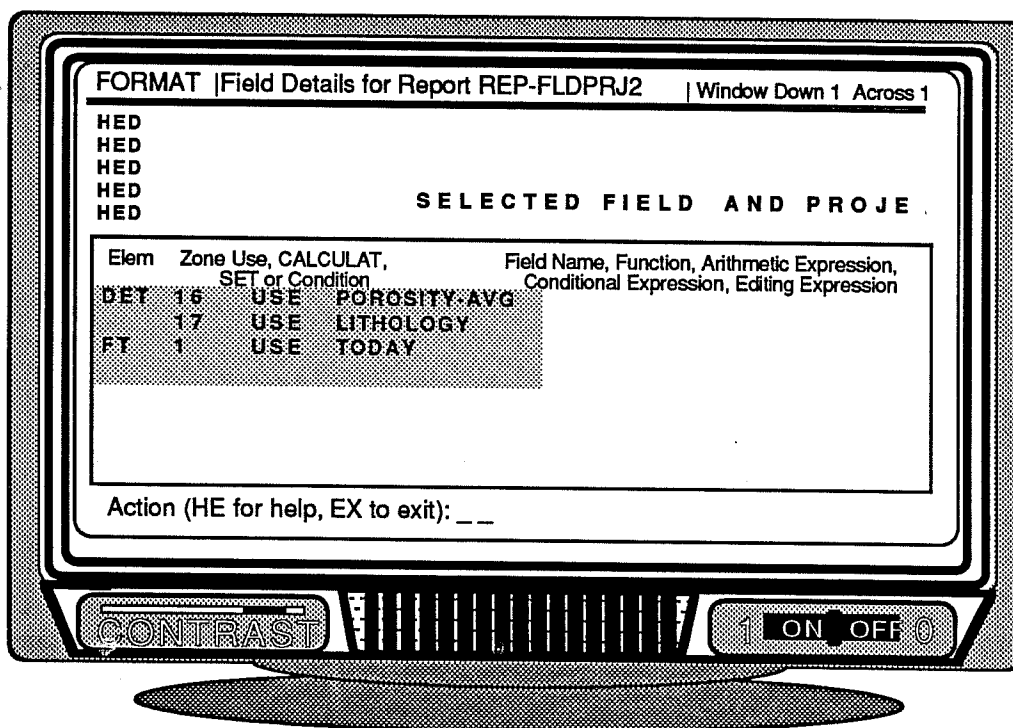 FORMAT |Field Details for Report REP-FLDPRJ2 | Window Down 1 Across 1
HED
HED
HED
HED
HED SELECTED FIELD AND PROJE
Elem Zone Use, CALCULAT, Field Name, Function, Arithmetic Expression,
SET or Condition Conditional Expression, Editing Expression
DET 16 USE POROSITY-AVG
17 USE LITHOLOGY
FT 1 USE TODAY
Action (HE for help, EX to exit): _ _
CONTRAST 1 ON OFF 0